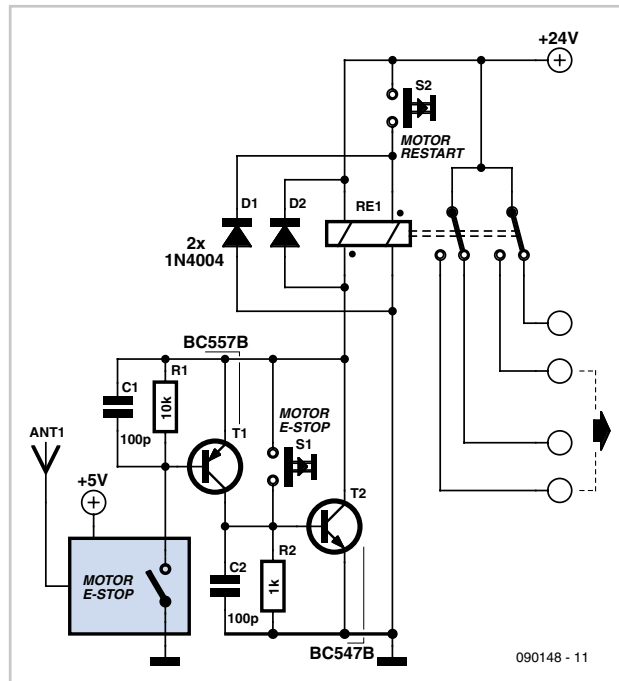 +24V
S2
MOTOR
RESTART
D1
D2
RE1
2x
1N4004
BC557B
R1
C1
10k
MOTOR
E-STOP
100p
T1
S1
ANT1
+5V
T2
R2
MOTOR
E-STOP
C2
1k
100p
BC547B
090148 - 11